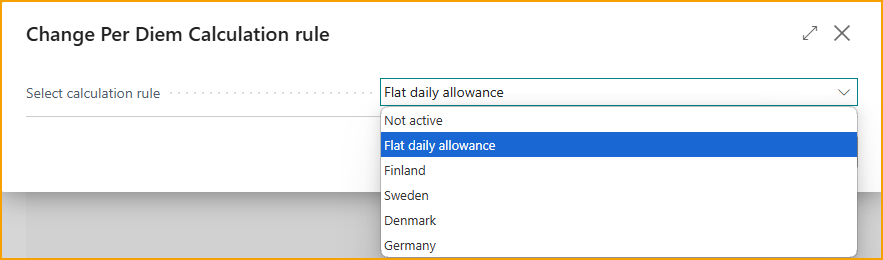 Change Per Diem Calculation rule
Select calculation rule
Flat daily allowance
Not active
Flat daily allowance
Finland
Sweden
Denmark
Germany